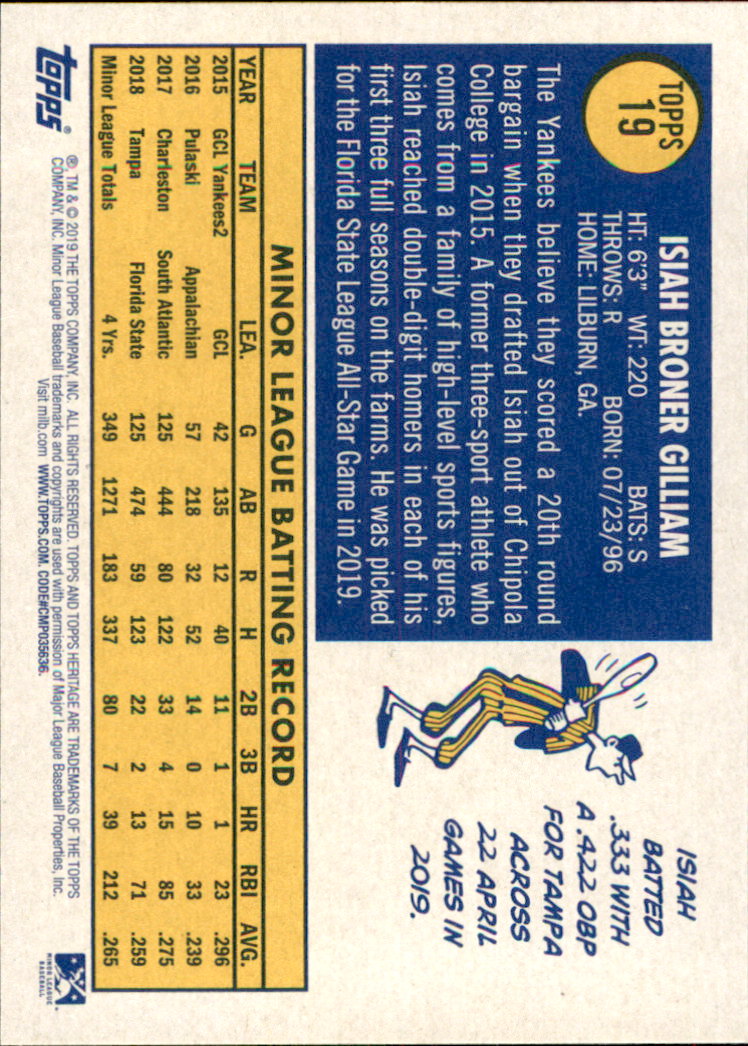 TOPPS
19
ISIAH BRONER GILLIAM
HT: 6'3" WT: 220 BATS: S
THROWS: R BORN: 07/23/96
HOME: LILBURN, GA.
The Yankees believe they scored a 20th round
bargain when they drafted Isiah out of Chipola
College in 2015. A former three-sport athlete who
comes from a family of high-level sports figures,
Isiah reached double-digit homers in each of his
first three full seasons on the farms. He was picked
for the Florida State League All-Star Game in 2019.
ISIAH
BATTED
.333 WITH
A .422 OBP
FOR TAMPA
ACROSS
22 APRIL
GAMES IN
2019.
MINOR LEAGUE BATTING RECORD
YEAR TEAM LEA. G AB R H 2B 3B HR RBI AVG.
2015 GCL Yankees2 GCL 42 135 12 40 11 1 1 23 .296
2016 Pulaski Appalachian 57 218 32 52 14 0 10 33 .239
2017 Charleston South Atlantic 125 444 80 122 33 4 15 85 .275
2018 Tampa Florida State 125 474 59 123 22 2 13 71 .259
Minor League Totals 4 Yrs. 349 1271 183 337 80 7 39 212 .265
topps®
®, TM & © 2019 THE TOPPS COMPANY, INC. ALL RIGHTS RESERVED. TOPPS AND TOPPS HERITAGE ARE TRADEMARKS OF THE TOPPS
COMPANY, INC. Minor League Baseball trademarks and copyrights are used with permission of Major League Baseball Properties, Inc.
Visit milb.com WWW.TOPPS.COM. CODE#CMP035636.
MINOR LEAGUE
BASEBALL